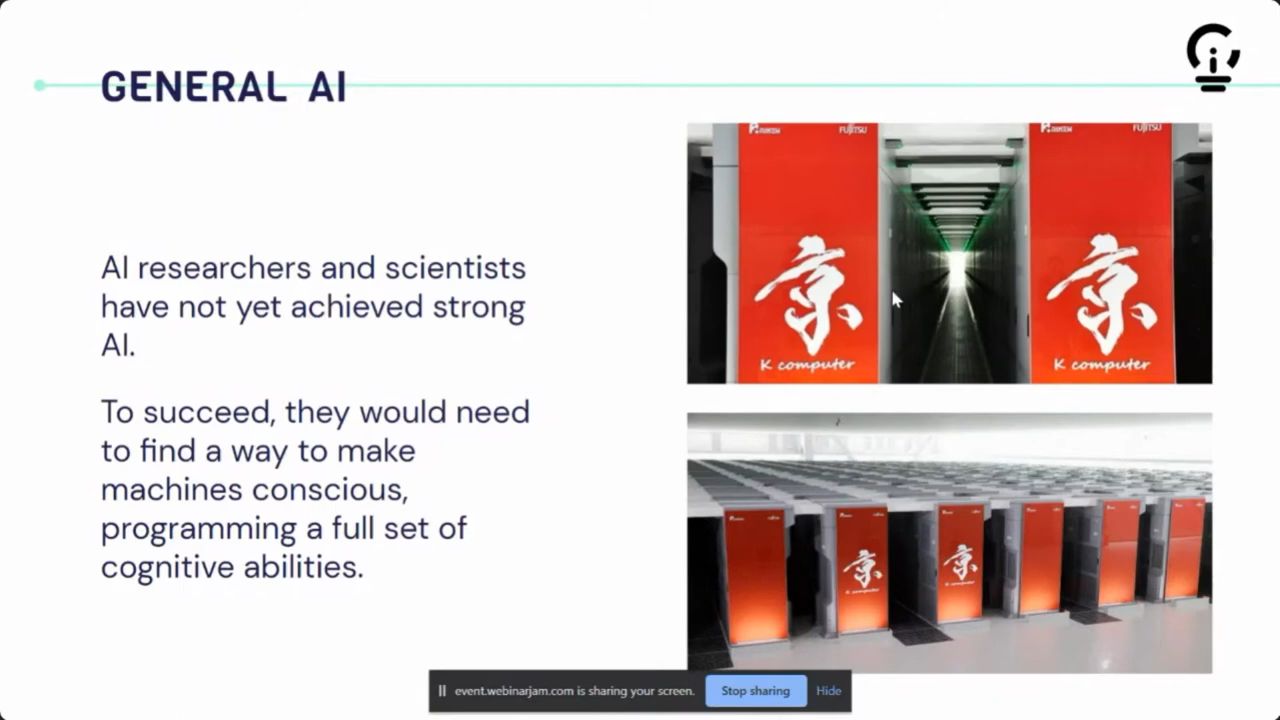 GENERAL AI
AI researchers and scientists
have not yet achieved strong
AI.
To succeed, they would need
to find a way to make
machines conscious,
programming a full set of
cognitive abilities.
FUJITSU
FUJITSU
京
京
K computer
K computer
京
京
K computer
K computer
event.webinarjam.com is sharing your screen.
Stop sharing
Hide